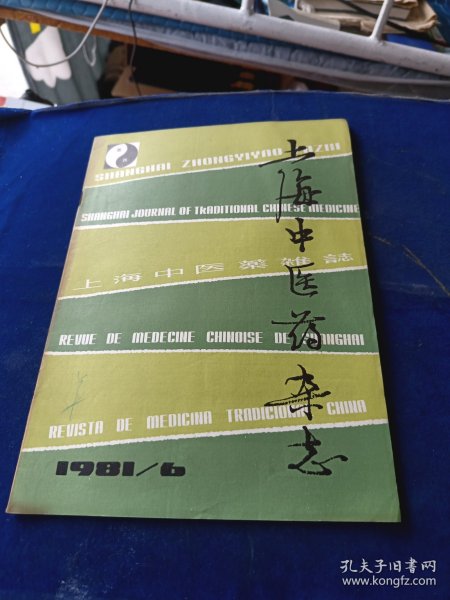 SHANGHAI ZHONGYIYAO ZAZHI
SHANGHAI JOURNAL OF TRADITIONAL CHINESE MEDICINE
上海中医藥雜誌
REVUE DE MEDECINE CHINOISE DE SHANGHAI
REVISTA DE MEDICINA TRADICIONAL CHINA
1981/6
上海中医药杂志
孔夫子旧书网
www.kongfz.com